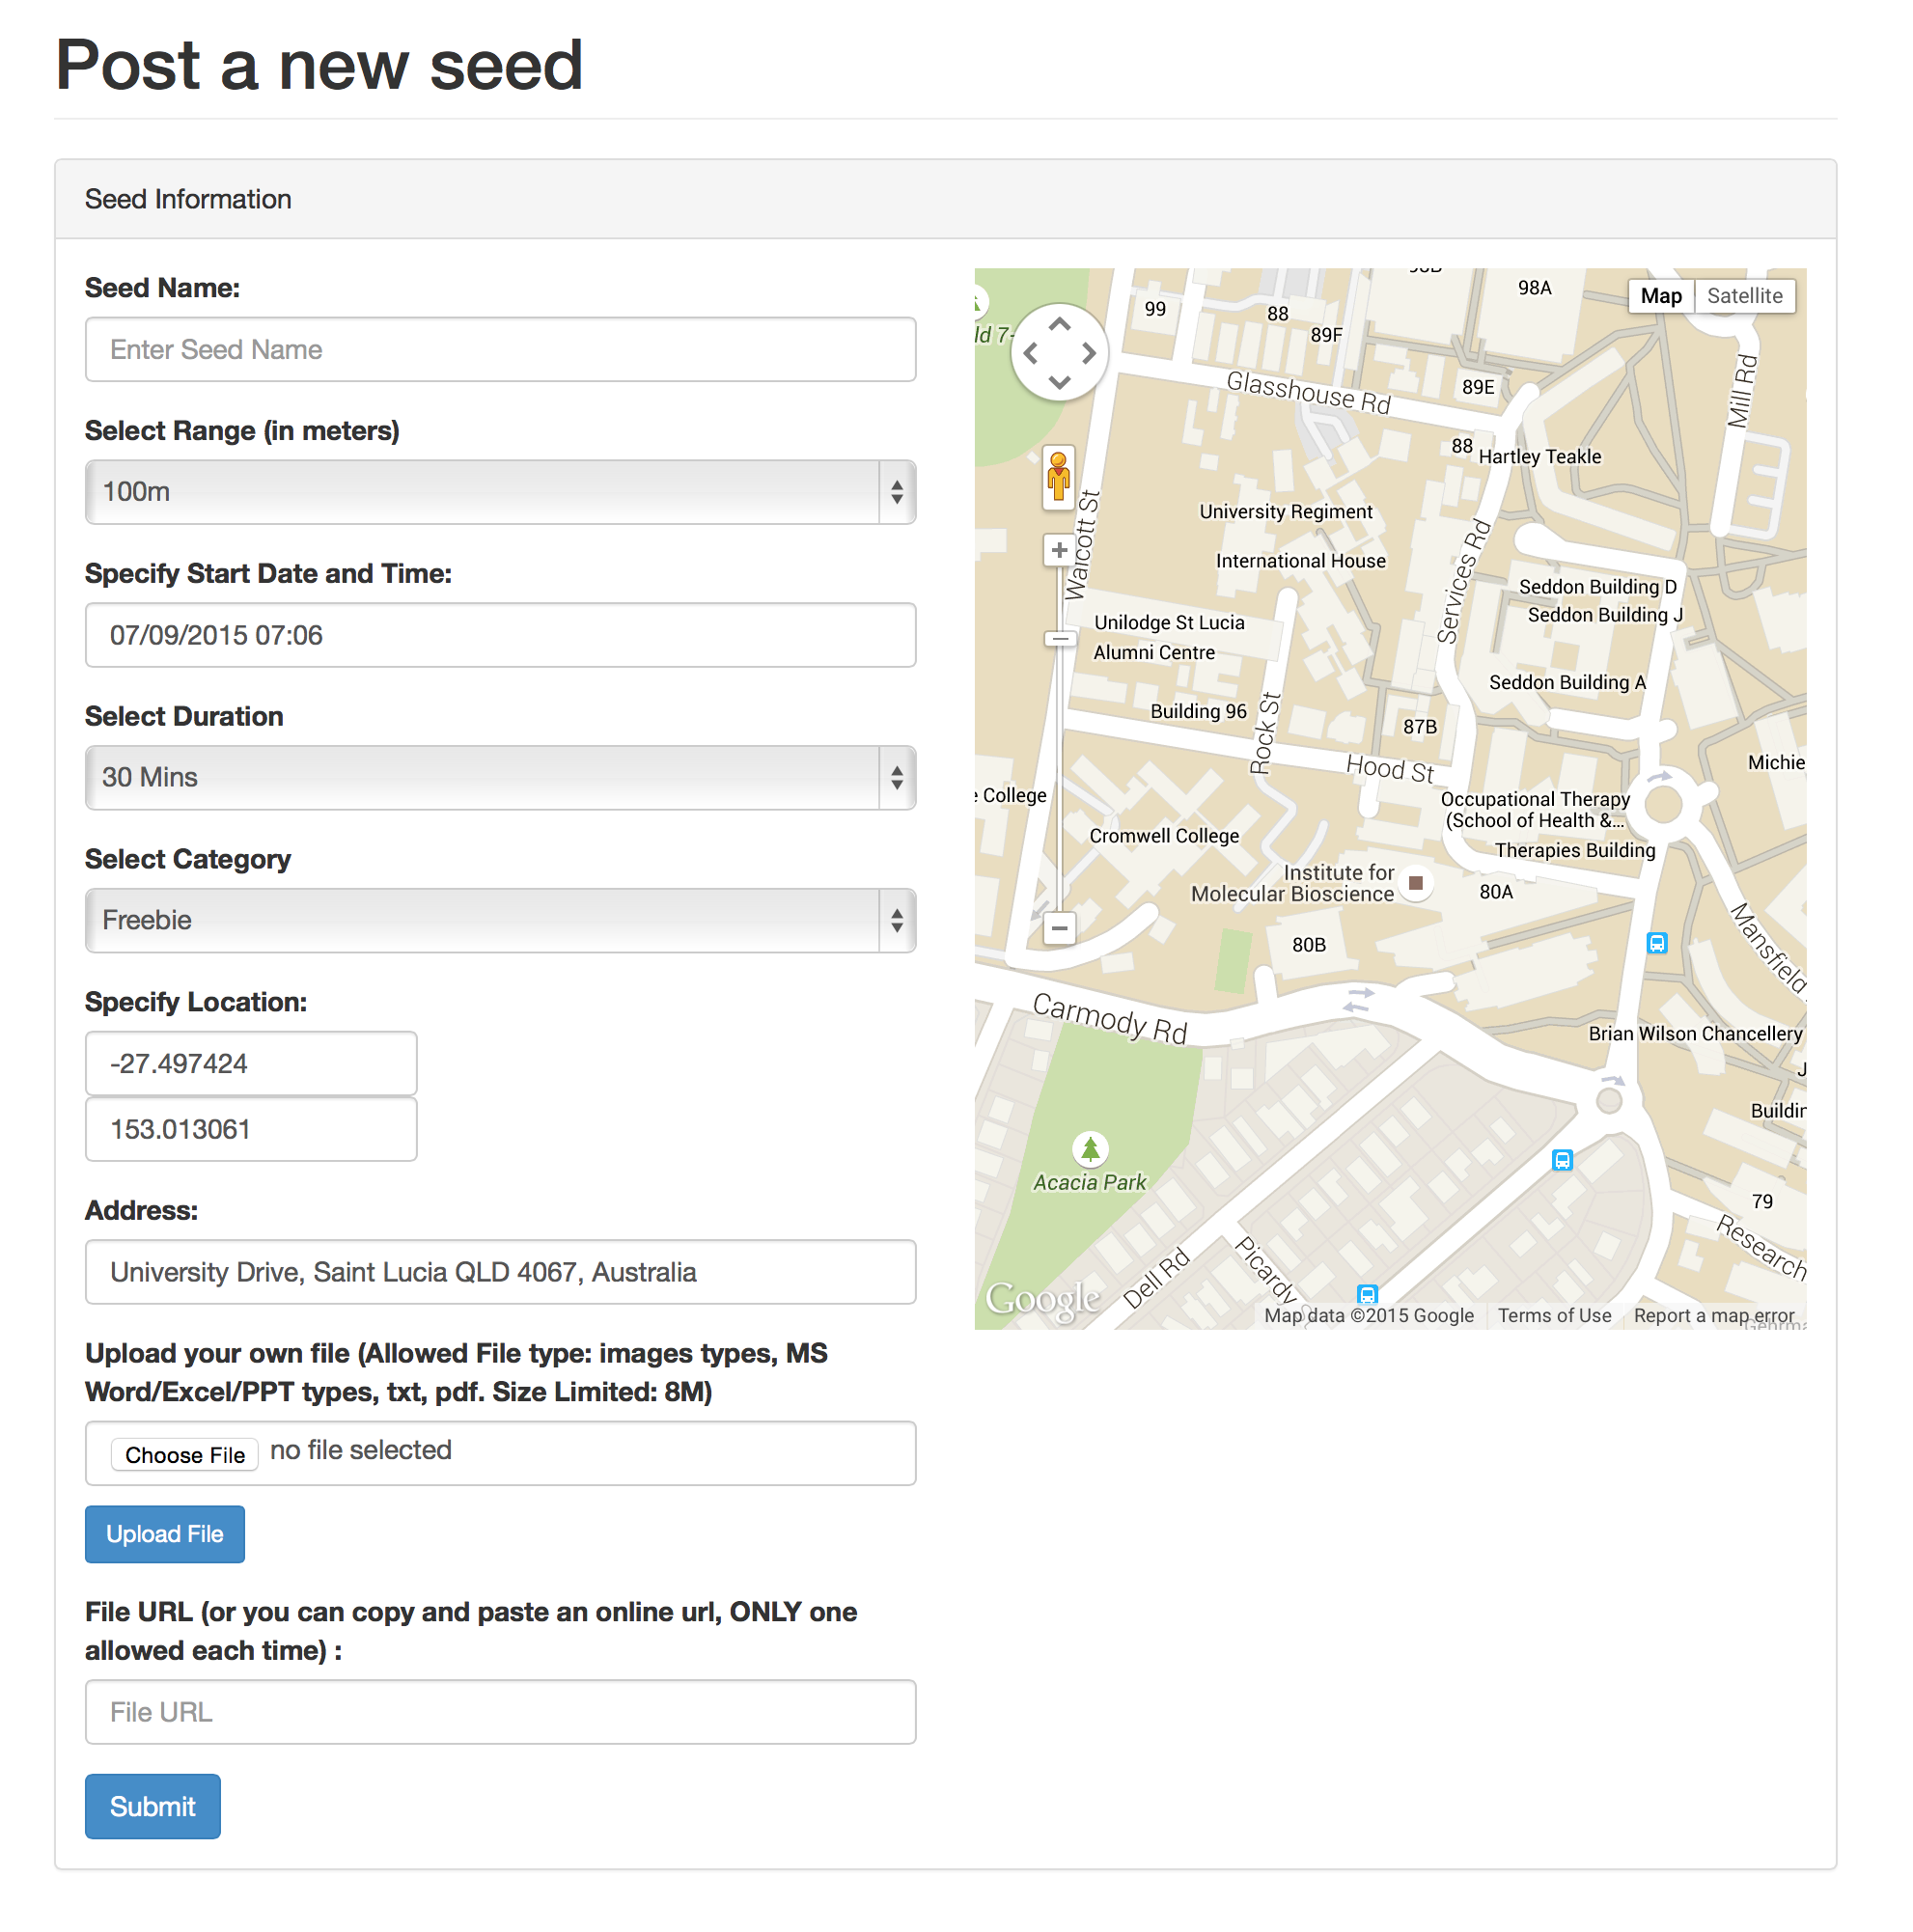 Post a new seed
Seed Information
Seed Name:
Enter Seed Name
Select Range (in meters)
100m
Specify Start Date and Time:
07/09/2015 07:06
Select Duration
30 Mins
Select Category
Freebie
Specify Location:
-27.497424
153.013061
Address:
University Drive, Saint Lucia QLD 4067, Australia
Upload your own file (Allowed File type: images types, MS
Word/Excel/PPT types, txt, pdf. Size Limited: 8M)
Choose File no file selected
Upload File
File URL (or you can copy and paste an online url, ONLY one
allowed each time) :
File URL
Submit
98A
Map Satellite
99
88
89F
ld 7-
Glasshouse Rd
89E
Mill Rd
88
Hartley Teakle
University Regiment
Walcott St
Services Rd
International House
Seddon Building D
Seddon Building J
Unilodge St Lucia
Alumni Centre
Seddon Building A
Building 96
Rock St
87B
Hood St
Michie
e College
Occupational Therapy
(School of Health &...
Cromwell College
Therapies Building
Institute for
Molecular Bioscience
80A
Mansfield
80B
Carmody Rd
Brian Wilson Chancellery
J
Buildin
Acacia Park
79
Research
Dell Rd
Picardy S
Google
Map data ©2015 Google
Terms of Use
Report a map error